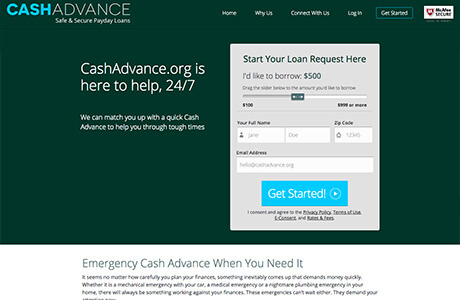 CASHADVANCE
Safe & Secure Payday Loans
Home Why Us Connect With Us Log In Get Started
McAfee
SECURE
CashAdvance.org is
here to help, 24/7
We can match you up with a quick Cash
Advance to help you through tough times
Start Your Loan Request Here
I'd like to borrow: $500
Drag the slider below to the amount you'd like to borrow
$100 $999 or more
Your Full Name Zip Code
Jane Doe 12345
Email Address
hello@cashadvance.org
Get Started!
I consent and agree to the Privacy Policy, Terms of Use,
E-Consent, and Rates & Fees.
Emergency Cash Advance When You Need It
It seems no matter how carefully you plan your finances, something inevitably comes up that demands money quickly.
Whether it is a mechanical emergency with your car, a medical emergency or a nightmare plumbing emergency in your
home, there will always be something working against your finances. These emergencies can't wait either. They demand your